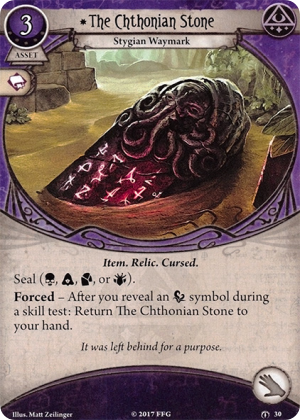 3
* The Chthonian Stone
ASSET
Stygian Waymark
Item. Relic. Cursed.
Seal (, , , or ).
Forced – After you reveal an symbol during
a skill test: Return The Chthonian Stone to
your hand.
It was left behind for a purpose.
Illus. Matt Zeilinger
© 2017 FFG
30